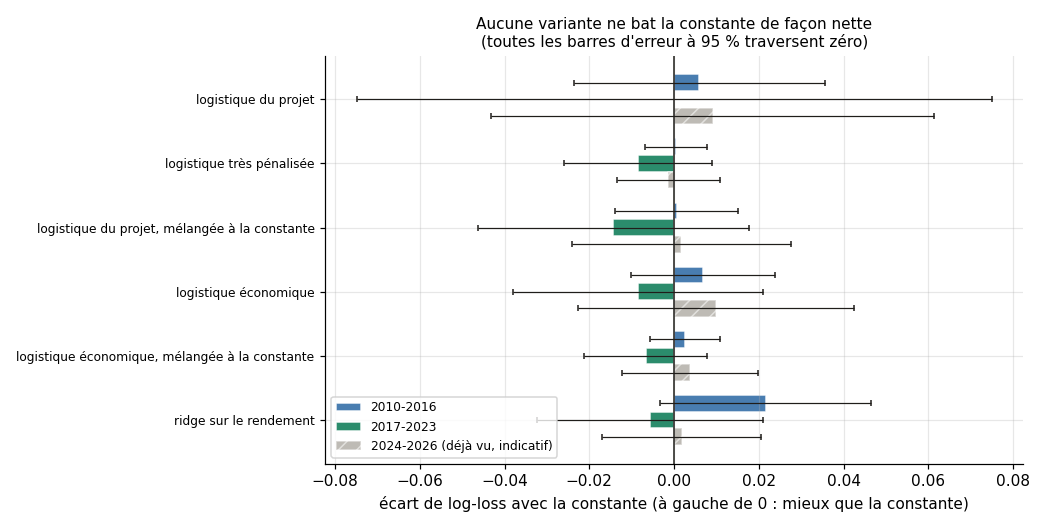 Aucune variante ne bat la constante de façon nette
(toutes les barres d'erreur à 95 % traversent zéro)
logistique du projet
logistique très pénalisée
logistique du projet, mélangée à la constante
logistique économique
logistique économique, mélangée à la constante
ridge sur le rendement
2010-2016
2017-2023
2024-2026 (déjà vu, indicatif)
−0.08 −0.06 −0.04 −0.02 0.00 0.02 0.04 0.06 0.08
écart de log-loss avec la constante (à gauche de 0 : mieux que la constante)